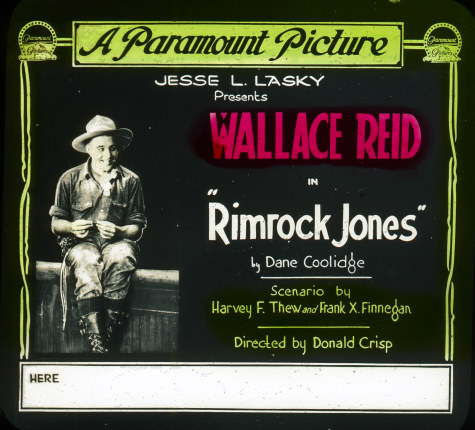 A Paramount Picture
JESSE L. LASKY
Presents
WALLACE REID
IN
"Rimrock Jones"
by Dane Coolidge
Scenario by
Harvey F. Thew and Frank X. Finnegan
Directed by Donald Crisp
HERE